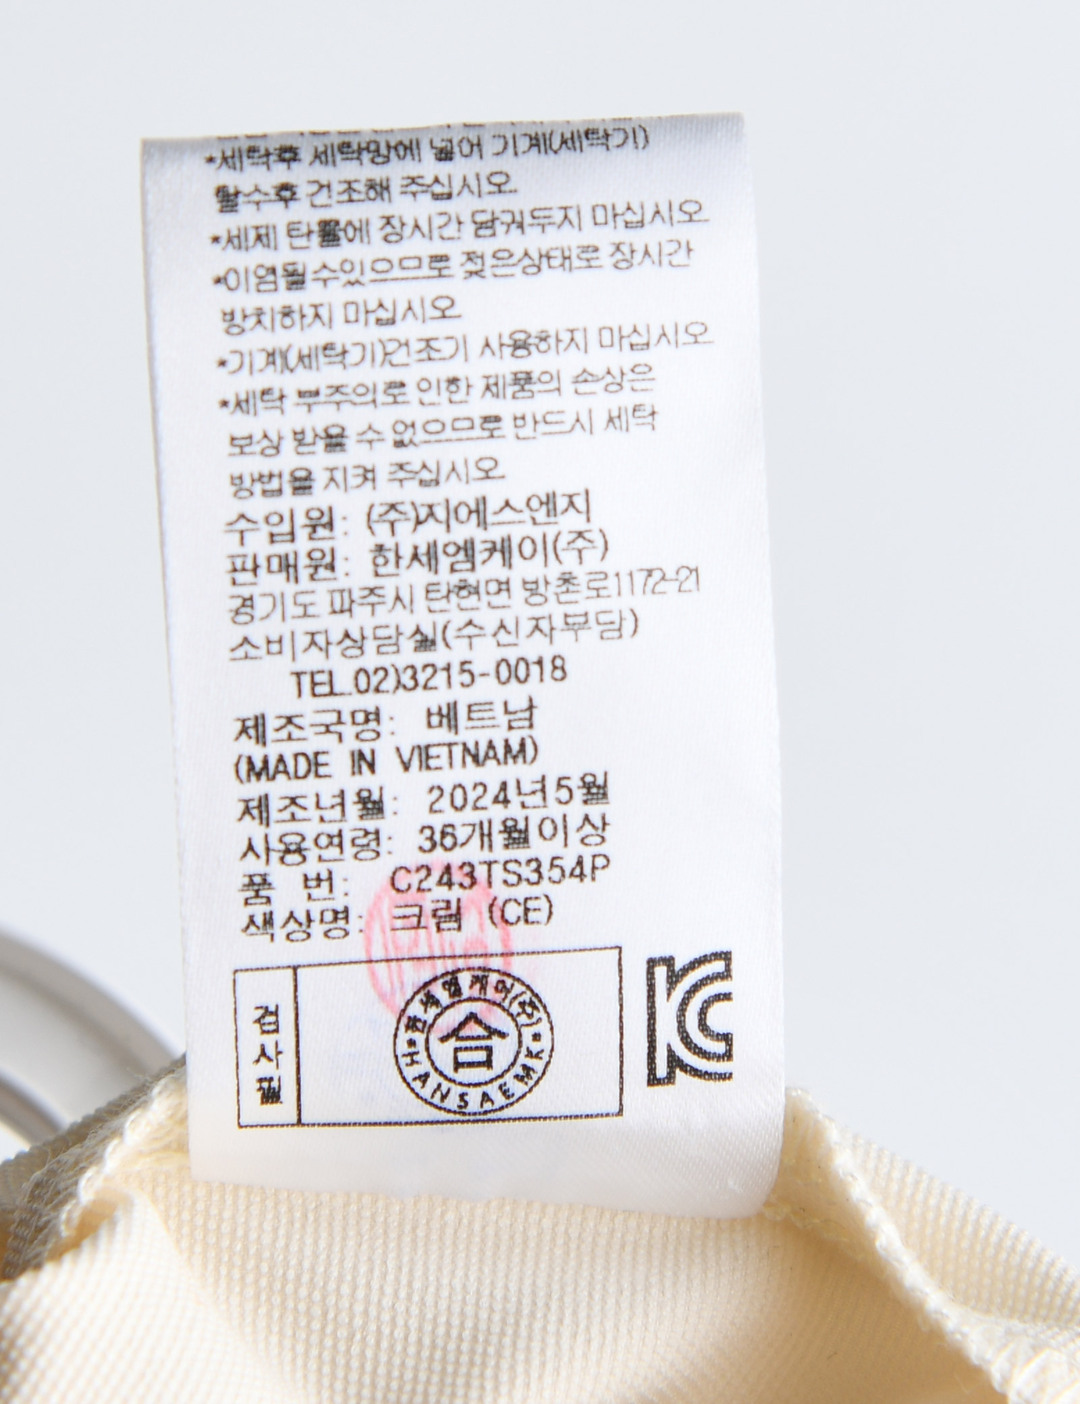 *세탁후 세탁망에 넣어 기계(세탁기)
탈수후 건조해 주십시오.
*세제 탄물에 장시간 담궈두지 마십시오.
*이염될수있으므로 젖은상태로 장시간
방치하지 마십시오.
*기계(세탁기)건조기 사용하지 마십시오.
*세탁 부주의로 인한 제품의 손상은
보상 받을 수 없으므로 반드시 세탁
방법을 지켜 주십시오.
수입원: (주)지에스엔지
판매원: 한세엠케이(주)
경기도 파주시 탄현면 방촌로1172-21
소비자상담실(수신자부담)
TEL.02)3215-0018
제조국명: 베트남
(MADE IN VIETNAM)
제조년월: 2024년5월
사용연령: 36개월이상
품 번: C243TS354P
색상명: 크림 (CE)
검사필
한세엠케이(주)
合
HANSAEMK
KC